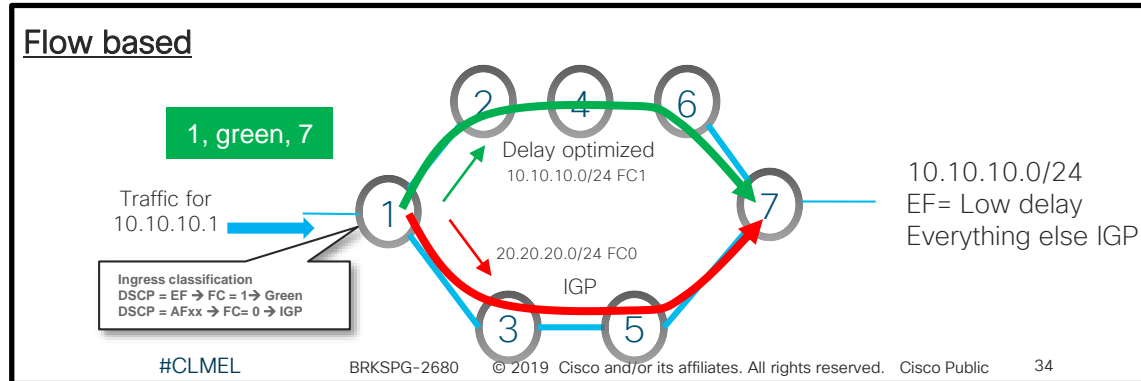 Flow based
1, green, 7
2
4
6
Delay optimized
10.10.10.0/24 FC1
Traffic for
10.10.10.1
1
7
10.10.10.0/24
EF= Low delay
Everything else IGP
20.20.20.0/24 FC0
IGP
Ingress classification
DSCP = EF → FC = 1→ Green
DSCP = AFxx → FC= 0 → IGP
3
5
#CLMEL
BRKSPG-2680
© 2019 Cisco and/or its affiliates. All rights reserved.
Cisco Public
34